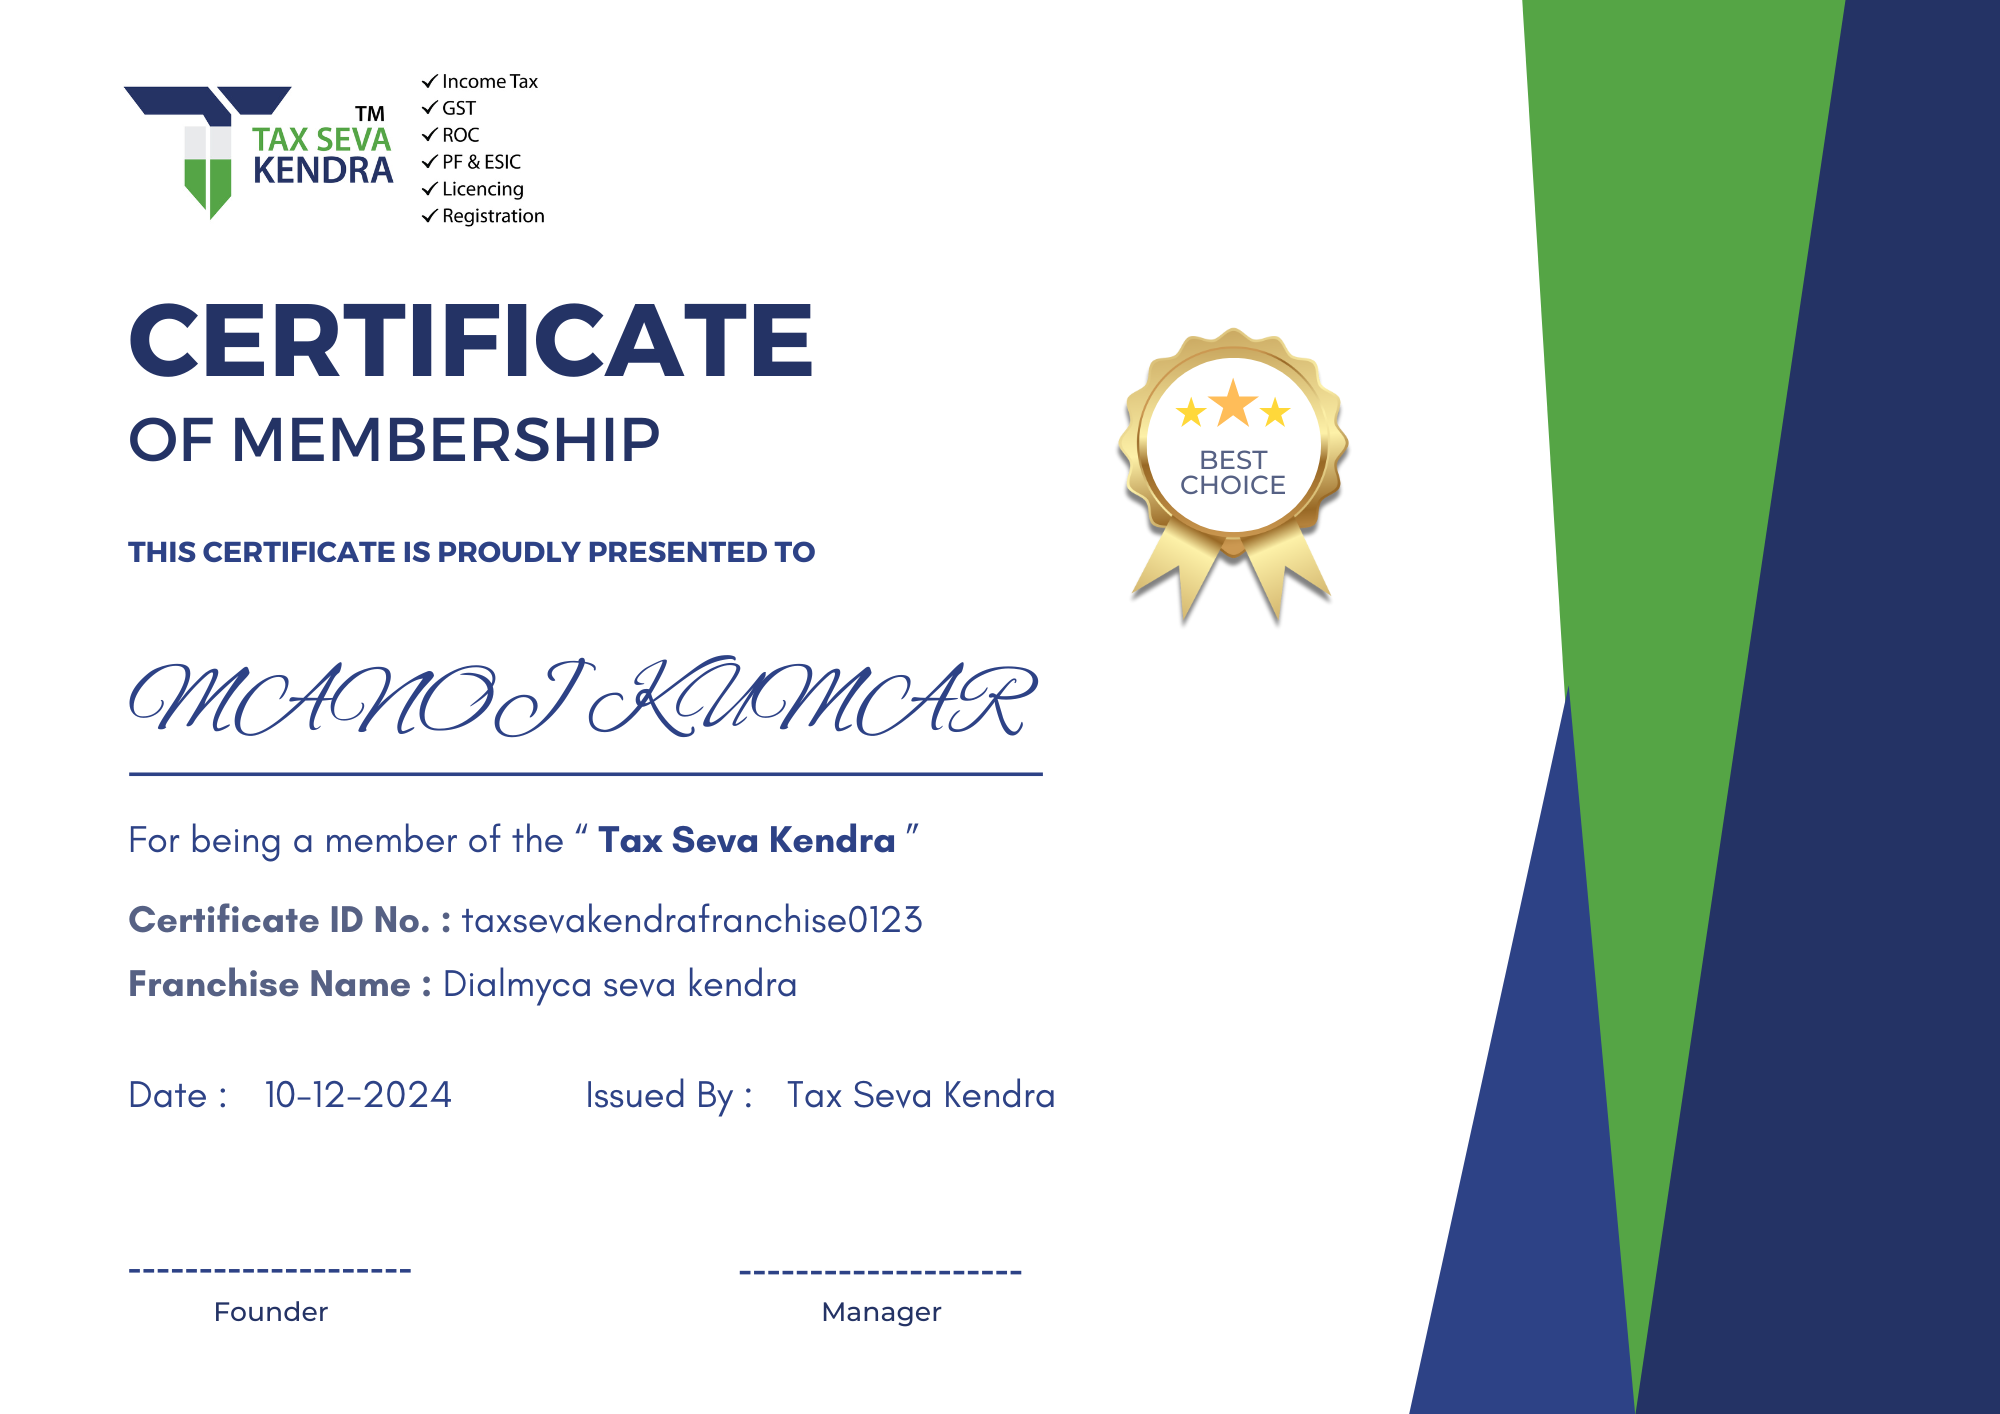 TM
TAX SEVA
KENDRA
Income Tax
GST
ROC
PF & ESIC
Licencing
Registration
CERTIFICATE
OF MEMBERSHIP
BEST
CHOICE
THIS CERTIFICATE IS PROUDLY PRESENTED TO
MANOJ KUMAR
For being a member of the “ Tax Seva Kendra ”
Certificate ID No. : taxsevakendrafranchise0123
Franchise Name : Dialmyca seva kendra
Date : 10-12-2024 Issued By : Tax Seva Kendra
Founder Manager